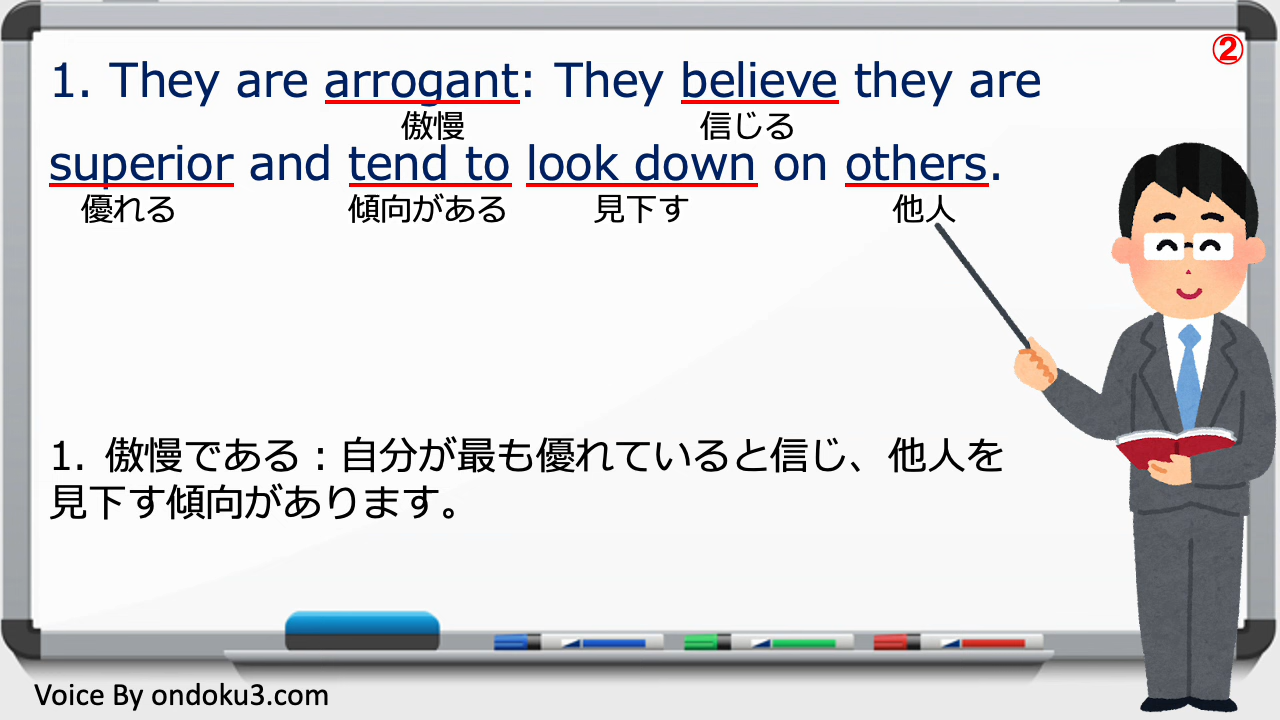 ②
1. They are arrogant: They believe they are
傲慢 信じる
superior and tend to look down on others.
優れる 傾向がある 見下す 他人
1. 傲慢である：自分が最も優れていると信じ、他人を
見下す傾向があります。
Voice By ondoku3.com